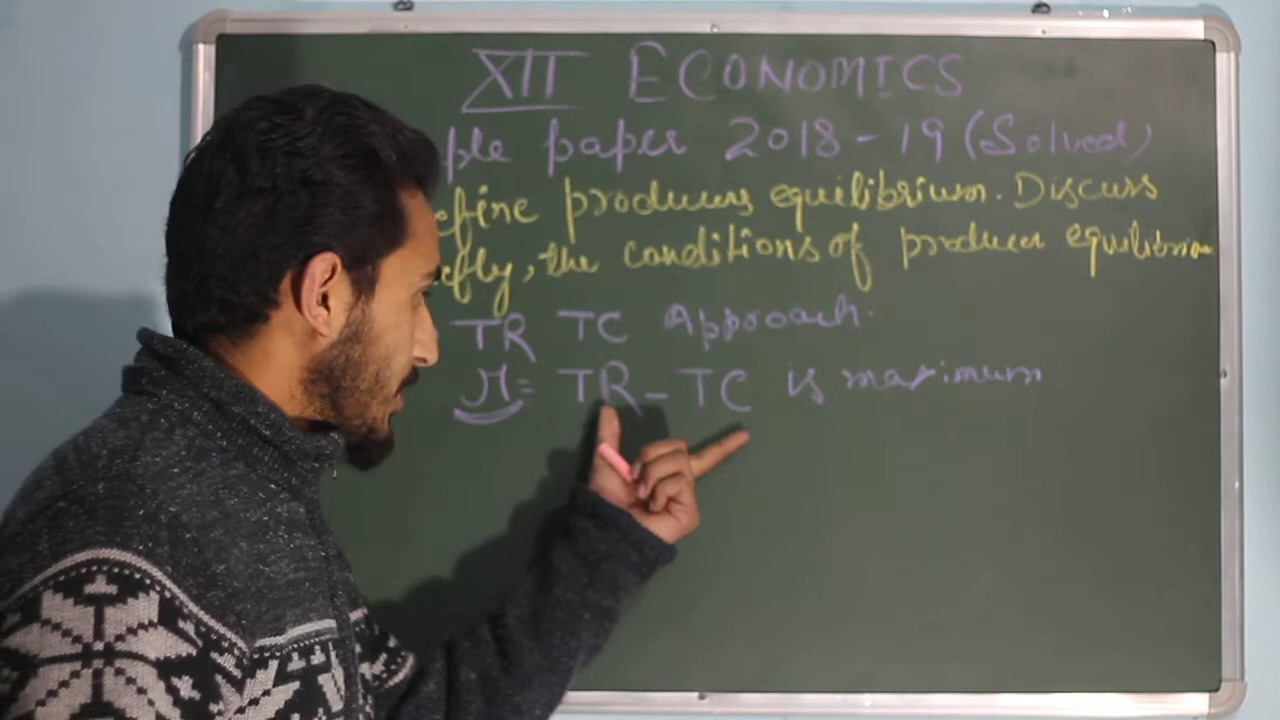 XII ECONOMICS
ple paper 2018-19 (Solved)
efine producers equilibrium. Discuss
efly, the conditions of producer equilibrium
TR TC Approach.
π = TR - TC is maximum